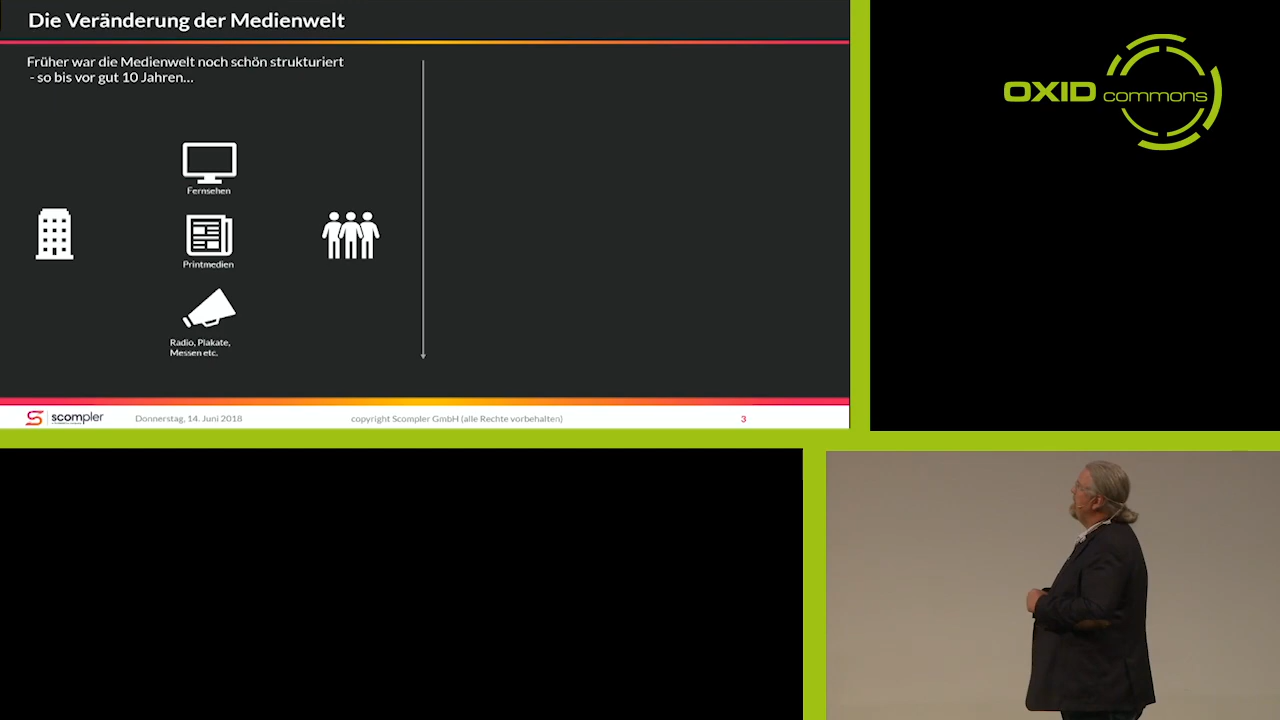 Die Veränderung der Medienwelt
Früher war die Medienwelt noch schön strukturiert
- so bis vor gut 10 Jahren...
Fernsehen
Printmedien
Radio, Plakate,
Messen etc.
scompler
Donnerstag, 14. Juni 2018
copyright Scompler GmbH (alle Rechte vorbehalten)
3
OXID commons